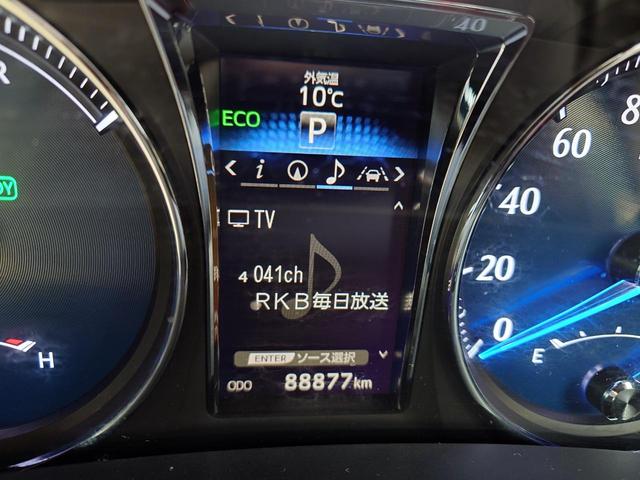 外気温
10℃
ECO
P
i
TV
4 041ch
RKB毎日放送
ENTER ソース選択
ODO 88877km
H
80
60
40
20
0
E